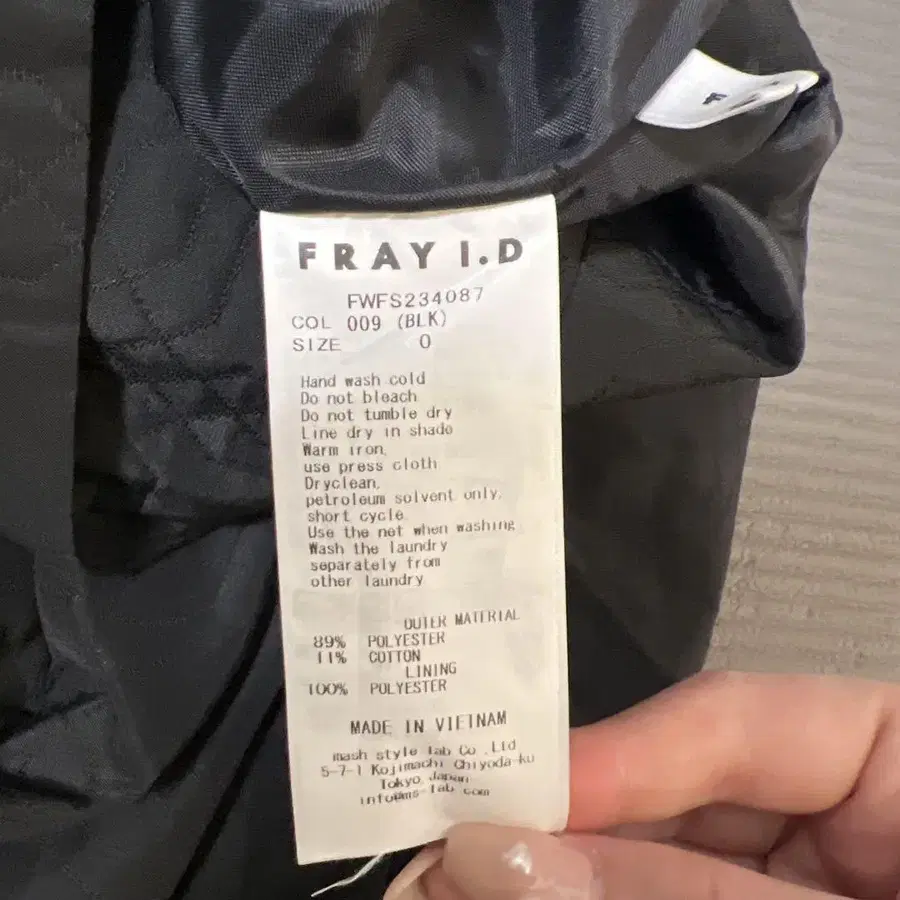 FRAY I.D
FWFS234087
COL 009 (BLK)
SIZE 0
Hand wash cold
Do not bleach
Do not tumble dry
Line dry in shade
Warm iron,
use press cloth
Dryclean,
petroleum solvent only,
short cycle
Use the net when washing
Wash the laundry
separately from
other laundry
OUTER MATERIAL
89% POLYESTER
11% COTTON
LINING
100% POLYESTER
MADE IN VIETNAM
mash style lab Co .Ltd
5-7-1 Kojimachi Chiyoda-ku
Tokyo Japan
info@ms-lab com